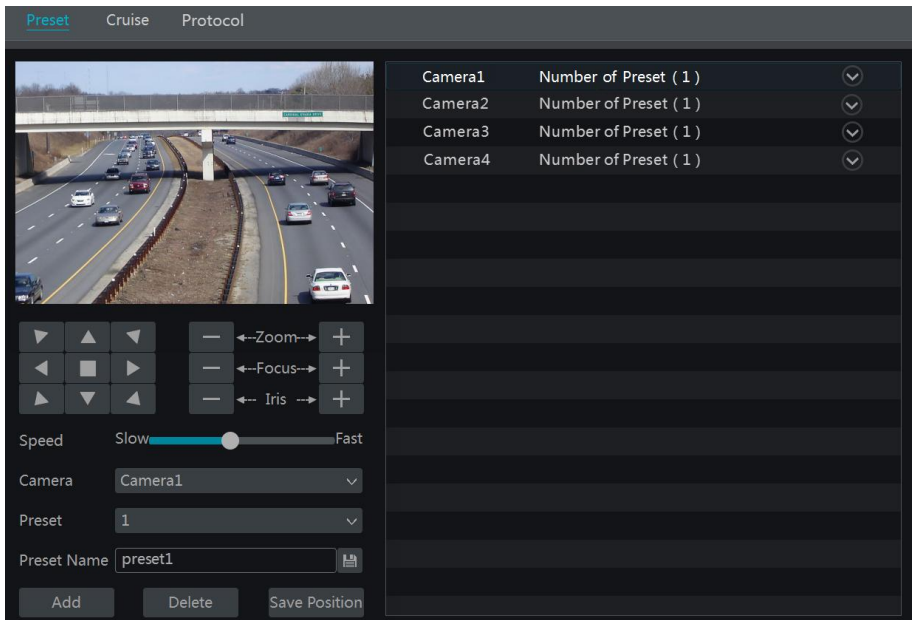 Preset Cruise Protocol
Camera1 Number of Preset ( 1 )
Camera2 Number of Preset ( 1 )
Camera3 Number of Preset ( 1 )
Camera4 Number of Preset ( 1 )
Zoom
Focus
Iris
Speed Slow Fast
Camera Camera1
Preset 1
Preset Name preset1
Add Delete Save Position